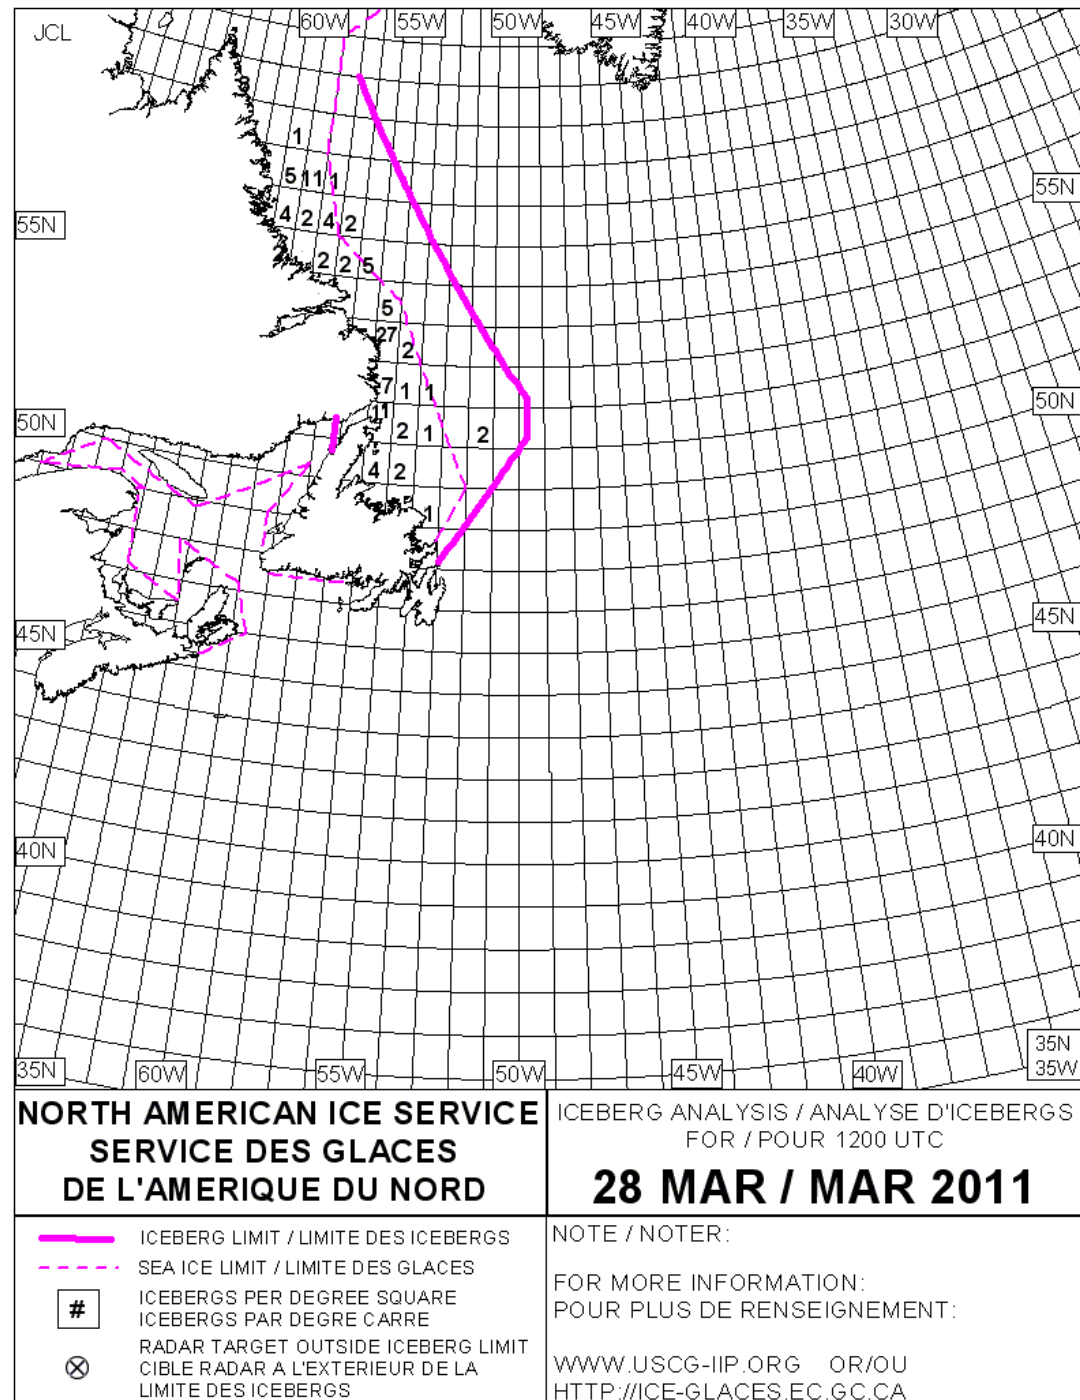 JCL
60W 55W 50W 45W 40W 35W 30W
1
5 11 1
55N
4 2 4 2
55N
2 2 5
5
27
2
7 1 1
50N
11
50N
2 1 2
4 2
1
45N
45N
40N
40N
35N
35W
35N 60W 55W 50W 45W 40W
NORTH AMERICAN ICE SERVICE
SERVICE DES GLACES
DE L'AMERIQUE DU NORD
ICEBERG ANALYSIS / ANALYSE D'ICEBERGS
FOR / POUR 1200 UTC
28 MAR / MAR 2011
ICEBERG LIMIT / LIMITE DES ICEBERGS
SEA ICE LIMIT / LIMITE DES GLACES
# ICEBERGS PER DEGREE SQUARE
ICEBERGS PAR DEGRE CARRE
RADAR TARGET OUTSIDE ICEBERG LIMIT
CIBLE RADAR A L'EXTERIEUR DE LA
LIMITE DES ICEBERGS
NOTE / NOTER:
FOR MORE INFORMATION:
POUR PLUS DE RENSEIGNEMENT:
WWW.USCG-IIP.ORG OR/OU
HTTP://ICE-GLACES.EC.GC.CA